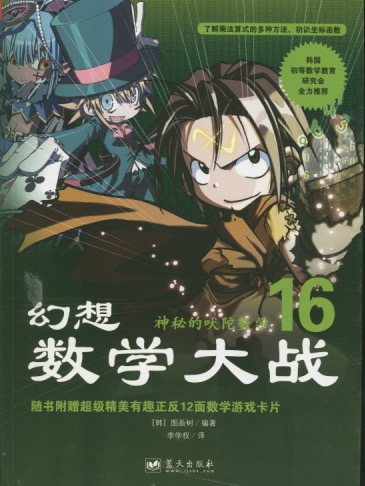 了解乘法算式的多种方法，初识坐标函数
韩国
初等数学教育
研究会
全力推荐
幻想
神秘的吠陀数学
16
数学大战
随书附赠超级精美有趣正反12面数学游戏卡片
[韩] 图画树 / 编著
李学权 / 译
蓝天出版社